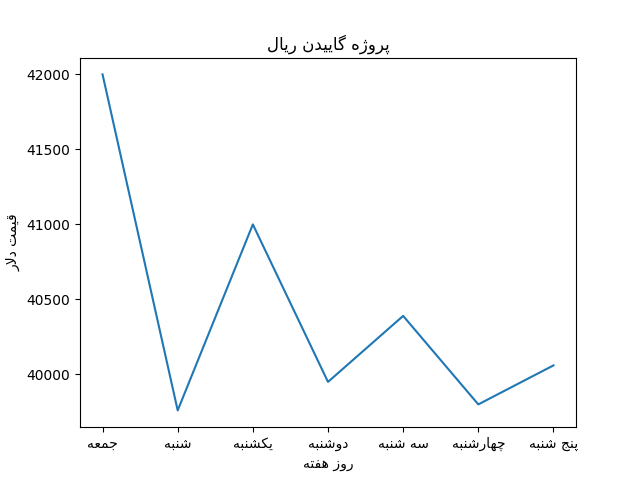 پروژه گاییدن ریال
42000
41500
41000
40500
40000
قیمت دلار
جمعه
شنبه
یکشنبه
دوشنبه
سه شنبه
چهارشنبه
پنج شنبه
روز هفته